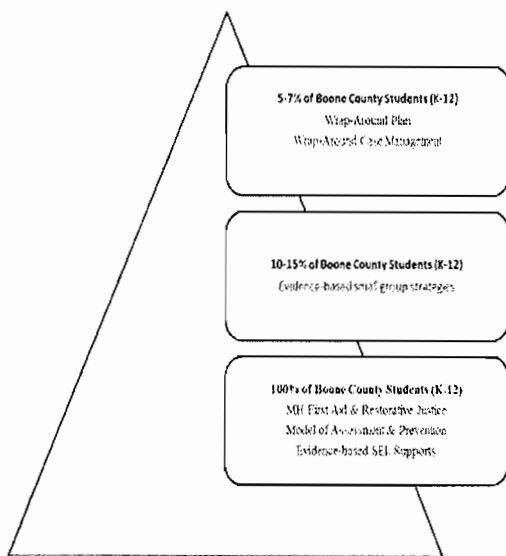 5-7% of Boone County Students (K-12)
Wrap-Around Plan
Wrap-Around Case Management
10-15% of Boone County Students (K-12)
Evidence-based small group strategies
100% of Boone County Students (K-12)
MH First Aid & Restorative Justice
Model of Assessment & Prevention
Evidence-based SEL Supports